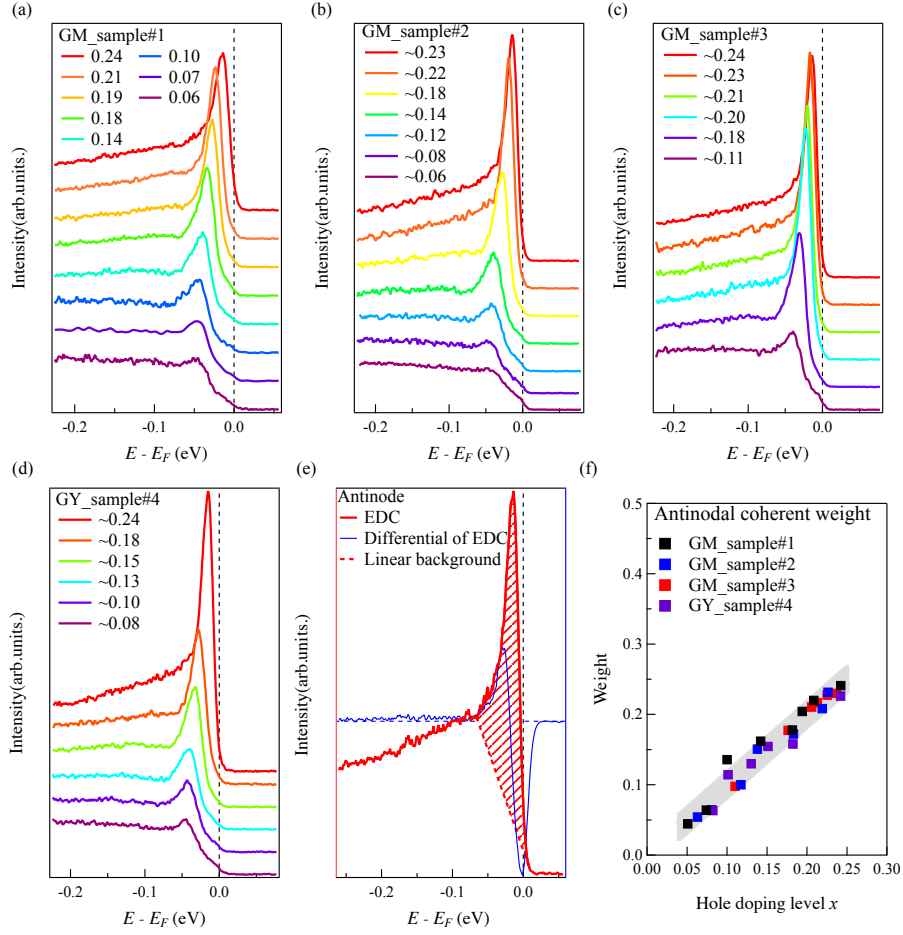 (a)
GM_sample#1
0.24
0.21
0.19
0.18
0.14
0.10
0.07
0.06
Intensity(arb.units.)
-0.2
-0.1
0.0
E - E_F (eV)
(b)
GM_sample#2
~0.23
~0.22
~0.18
~0.14
~0.12
~0.08
~0.06
Intensity(arb.units.)
-0.2
-0.1
0.0
E - E_F (eV)
(c)
GM_sample#3
~0.24
~0.23
~0.21
~0.20
~0.18
~0.11
Intensity(arb.units.)
-0.2
-0.1
0.0
E - E_F (eV)
(d)
GY_sample#4
~0.24
~0.18
~0.15
~0.13
~0.10
~0.08
Intensity(arb.units.)
-0.2
-0.1
0.0
E - E_F (eV)
(e)
Antinode
EDC
Differential of EDC
Linear background
Intensity(arb.units.)
-0.2
-0.1
0.0
E - E_F (eV)
(f)
Antinodal coherent weight
GM_sample#1
GM_sample#2
GM_sample#3
GY_sample#4
Weight
0.5
0.4
0.3
0.2
0.1
0.0
0.00
0.05
0.10
0.15
0.20
0.25
0.30
Hole doping level x